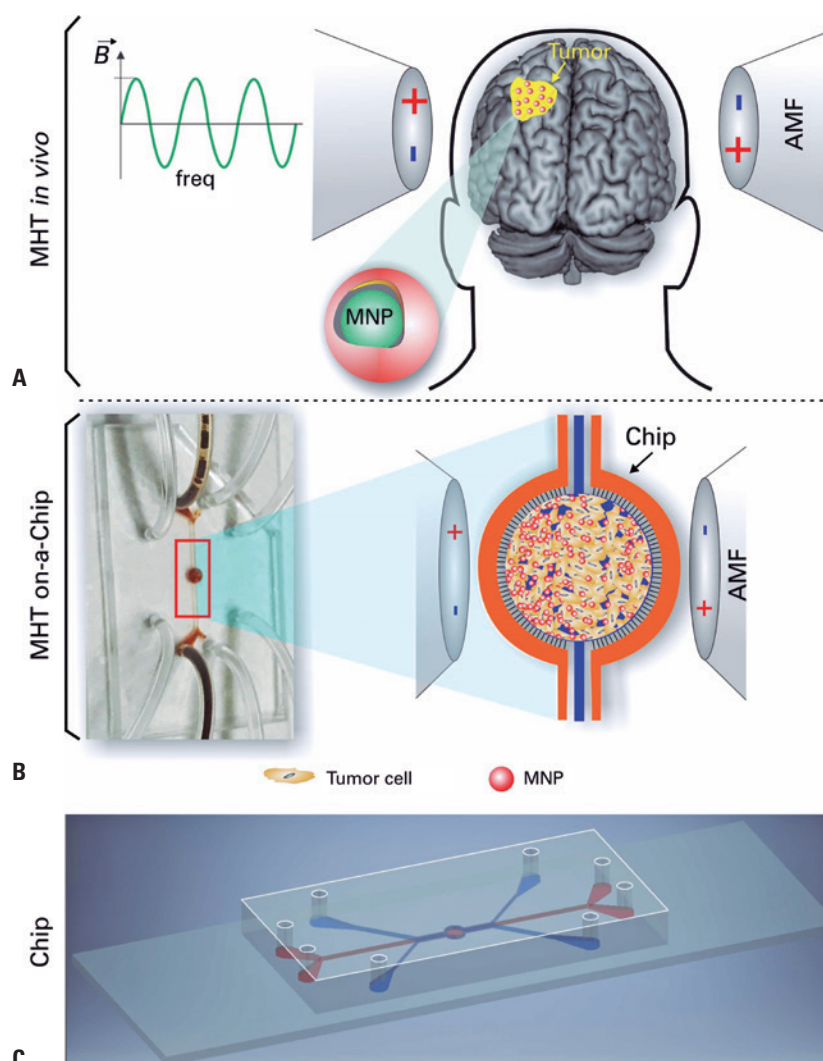 MHT in vivo
B
freq
Tumor
+
-
-
+
AMF
MNP
A
MHT on-a-Chip
Chip
+
-
-
+
AMF
B
Tumor cell
MNP
Chip
C